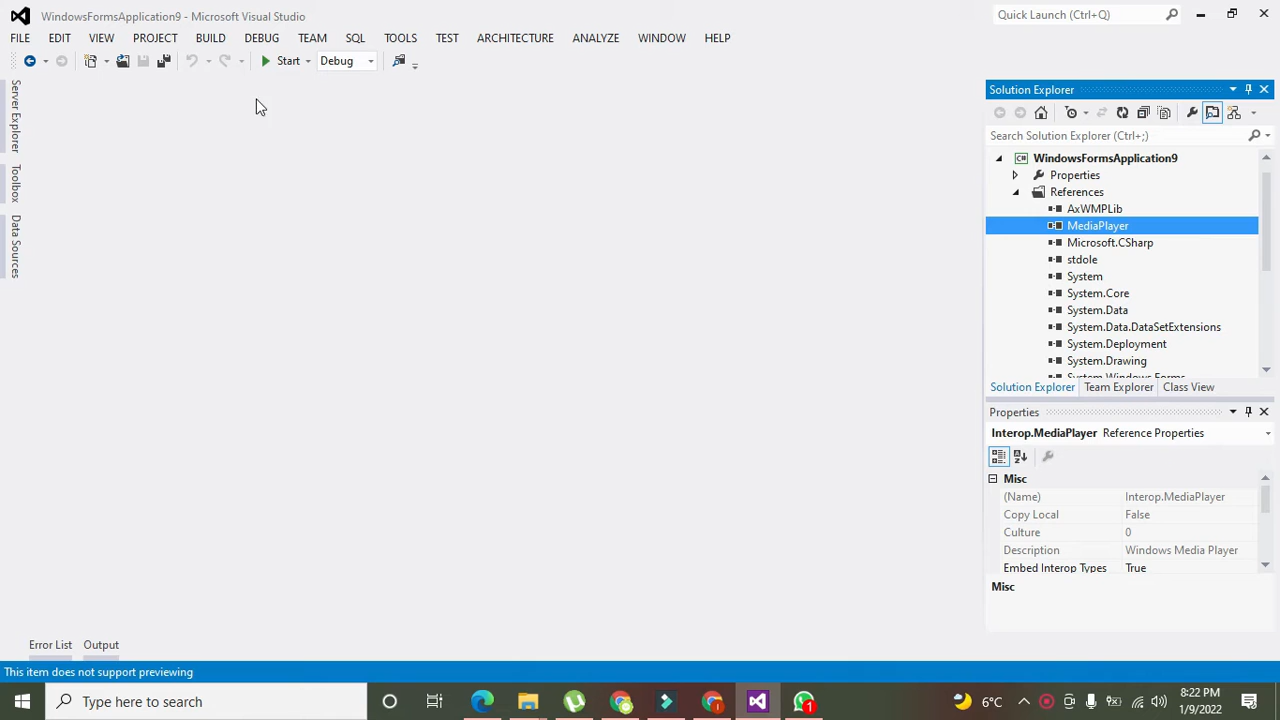 WindowsFormsApplication9 - Microsoft Visual Studio
Quick Launch (Ctrl+Q)
FILE EDIT VIEW PROJECT BUILD DEBUG TEAM SQL TOOLS TEST ARCHITECTURE ANALYZE WINDOW HELP
Start Debug
Server Explorer
Toolbox
Data Sources
Solution Explorer
Search Solution Explorer (Ctrl+;)
C# WindowsFormsApplication9
Properties
References
AxWMPLib
MediaPlayer
Microsoft.CSharp
stdole
System
System.Core
System.Data
System.Data.DataSetExtensions
System.Deployment
System.Drawing
System.Windows.Forms
Solution Explorer Team Explorer Class View
Properties
Interop.MediaPlayer Reference Properties
Misc
(Name) Interop.MediaPlayer
Copy Local False
Culture 0
Description Windows Media Player
Embed Interop Types True
Misc
Error List Output
This item does not support previewing
Type here to search
1
6°C
8:22 PM
1/9/2022